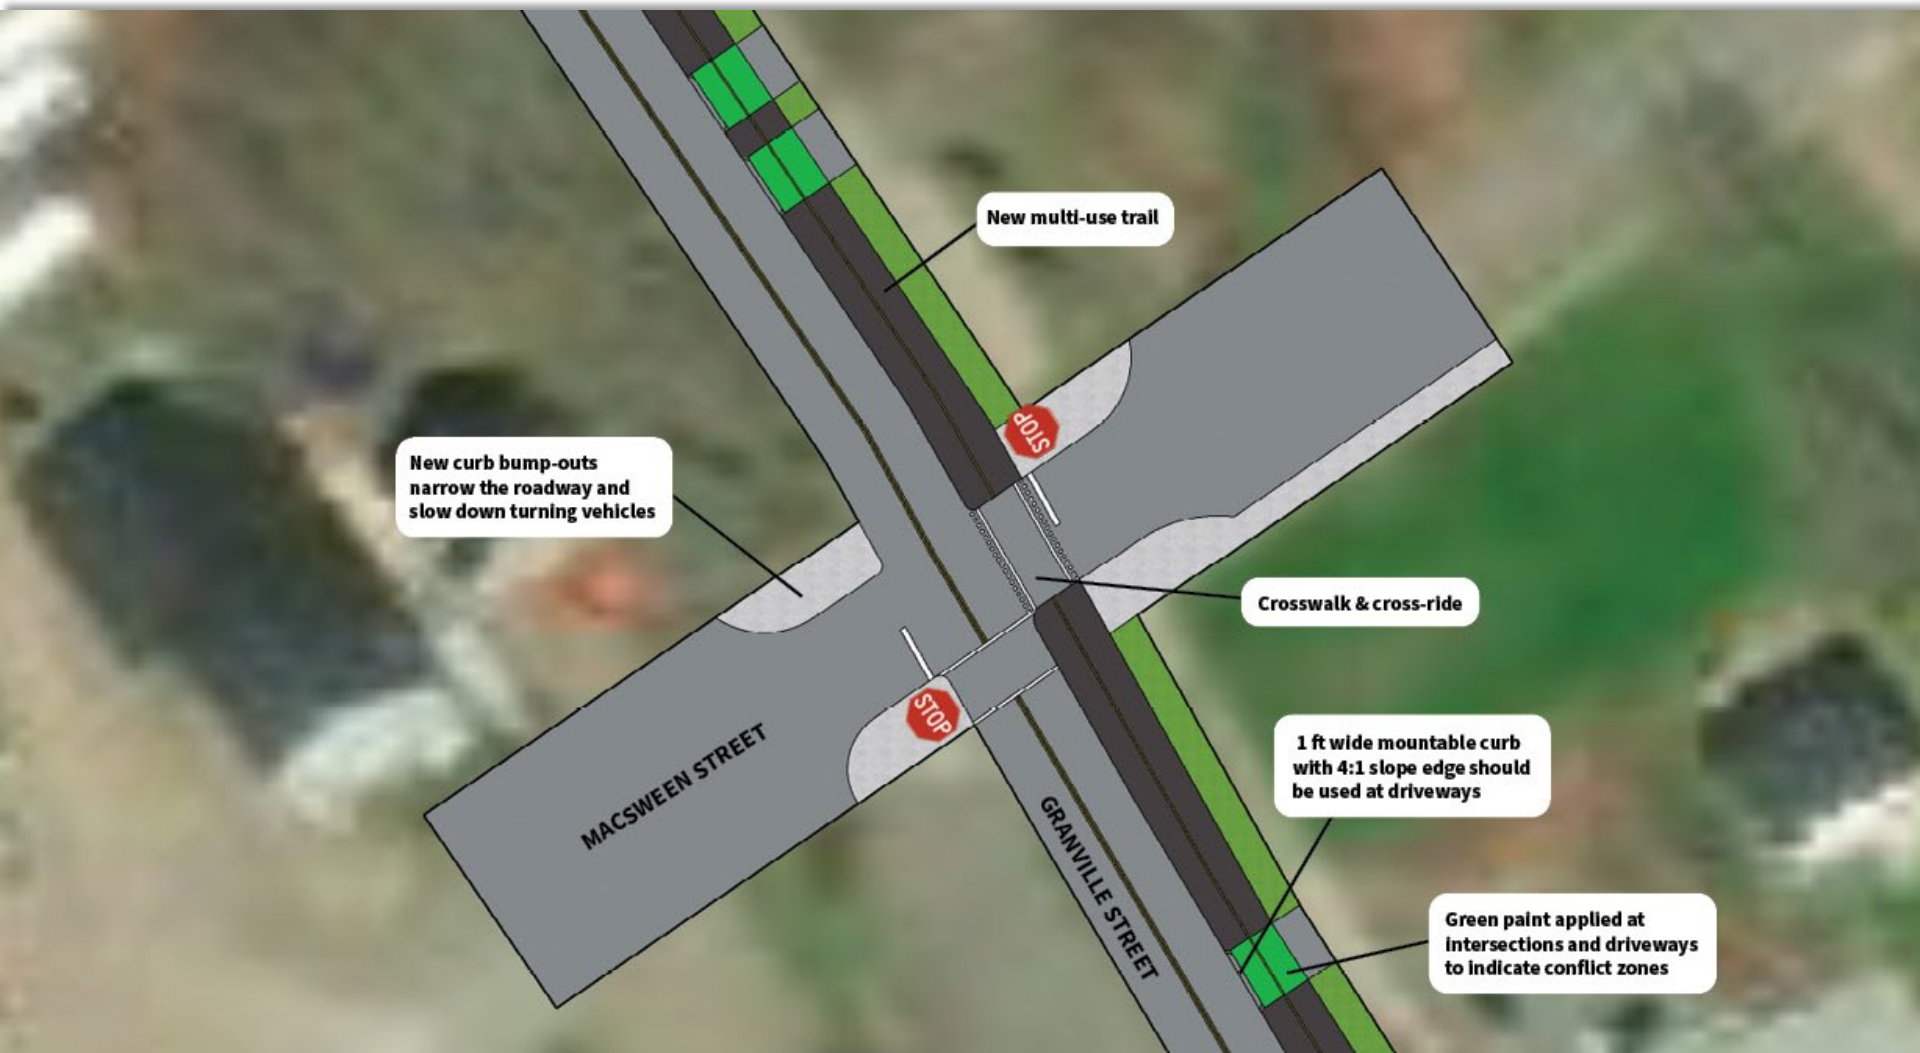 New multi-use trail
STOP
New curb bump-outs
narrow the roadway and
slow down turning vehicles
Crosswalk & cross-ride
STOP
MACSWEEN STREET
GRANVILLE STREET
1 ft wide mountable curb
with 4:1 slope edge should
be used at driveways
Green paint applied at
intersections and driveways
to indicate conflict zones